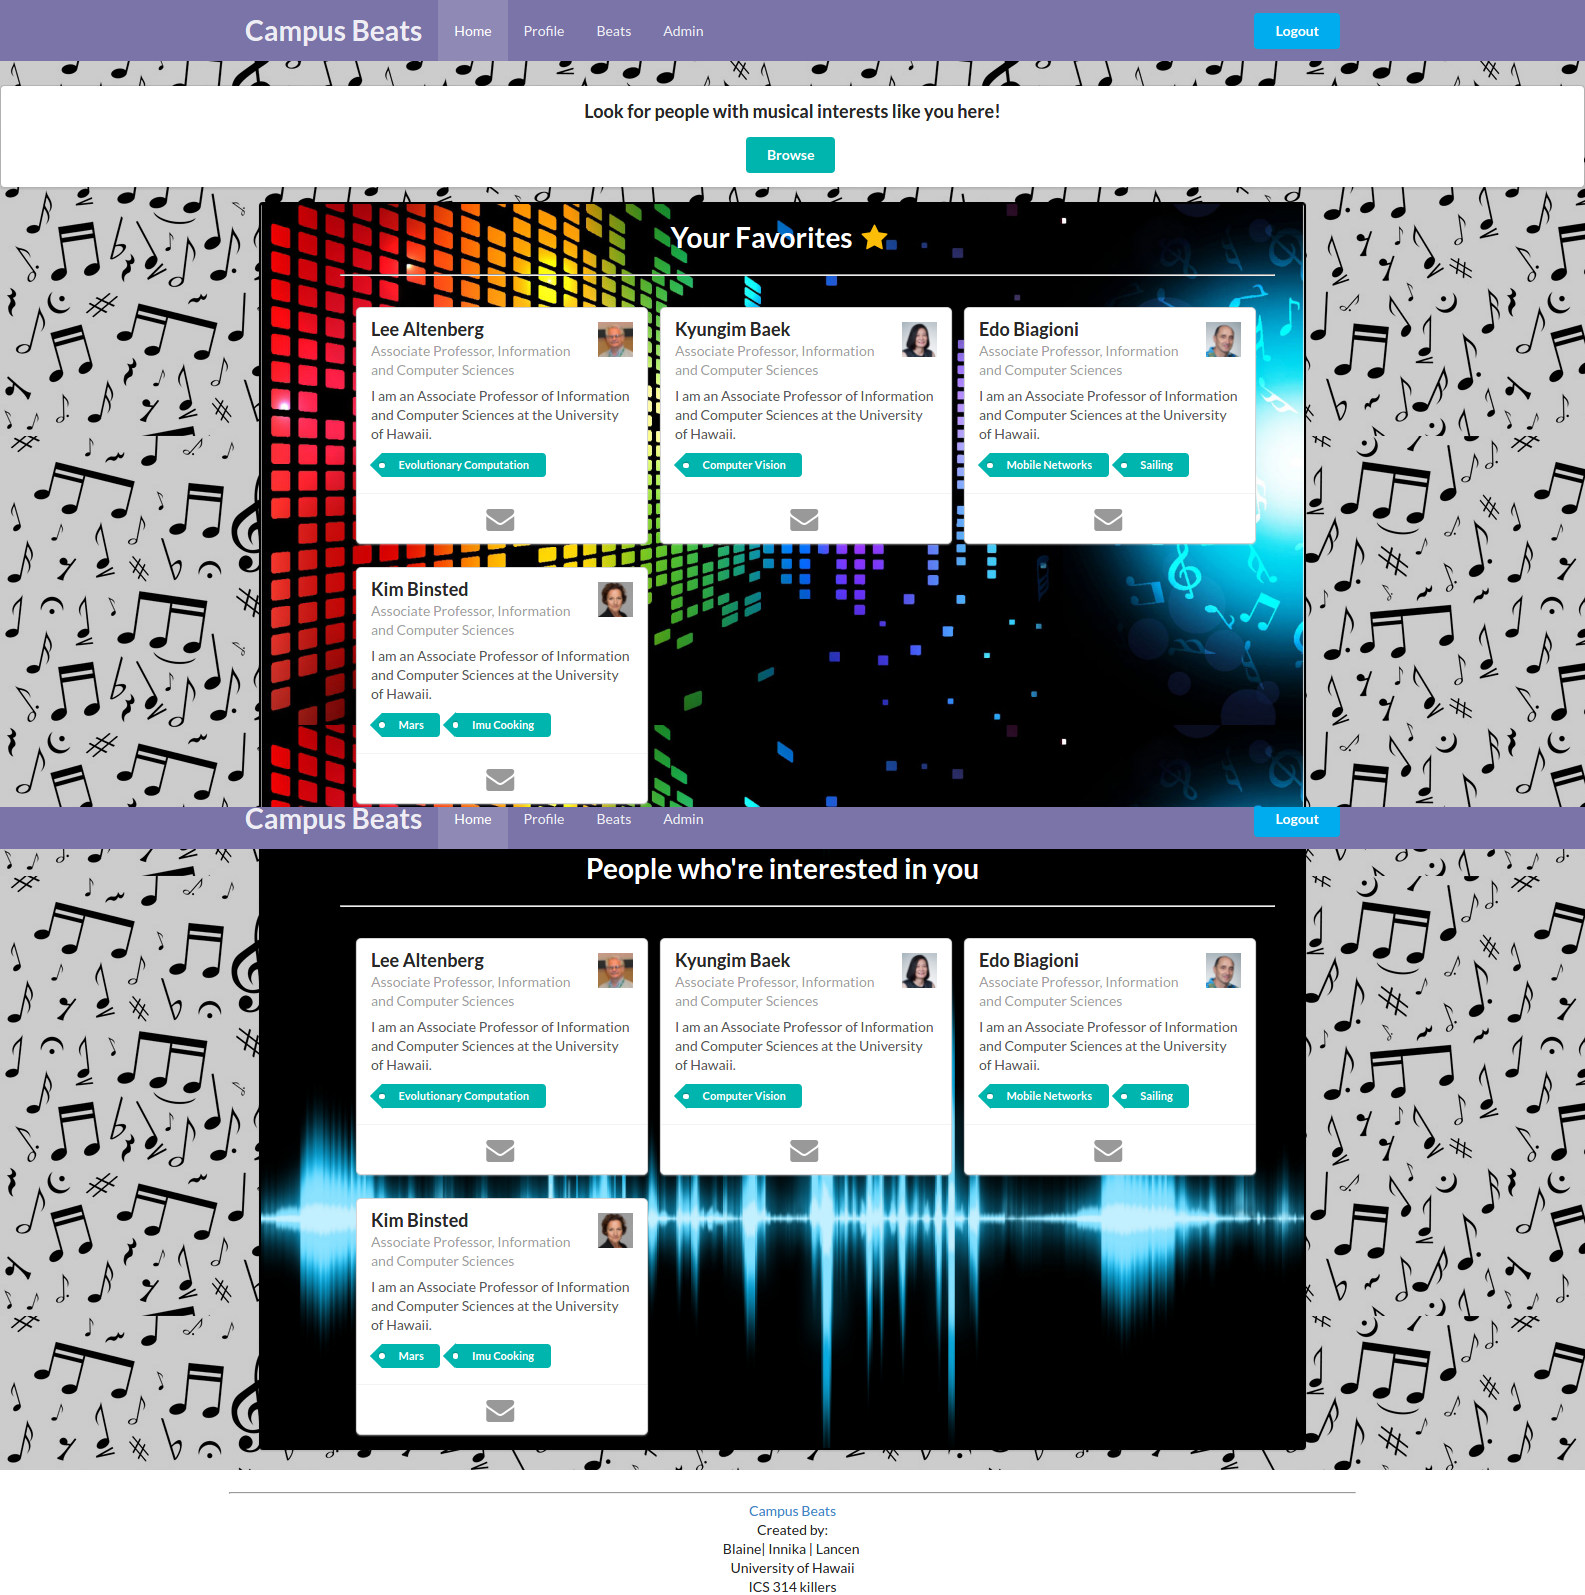 Campus Beats Home Profile Beats Admin Logout
Look for people with musical interests like you here!
Browse
Your Favorites
Lee Altenberg
Associate Professor, Information
and Computer Sciences
I am an Associate Professor of Information
and Computer Sciences at the University
of Hawaii.
Evolutionary Computation
Kyungim Baek
Associate Professor, Information
and Computer Sciences
I am an Associate Professor of Information
and Computer Sciences at the University
of Hawaii.
Computer Vision
Edo Biagioni
Associate Professor, Information
and Computer Sciences
I am an Associate Professor of Information
and Computer Sciences at the University
of Hawaii.
Mobile Networks Sailing
Kim Binsted
Associate Professor, Information
and Computer Sciences
I am an Associate Professor of Information
and Computer Sciences at the University
of Hawaii.
Mars Imu Cooking
Campus Beats Home Profile Beats Admin Logout
People who're interested in you
Lee Altenberg
Associate Professor, Information
and Computer Sciences
I am an Associate Professor of Information
and Computer Sciences at the University
of Hawaii.
Evolutionary Computation
Kyungim Baek
Associate Professor, Information
and Computer Sciences
I am an Associate Professor of Information
and Computer Sciences at the University
of Hawaii.
Computer Vision
Edo Biagioni
Associate Professor, Information
and Computer Sciences
I am an Associate Professor of Information
and Computer Sciences at the University
of Hawaii.
Mobile Networks Sailing
Kim Binsted
Associate Professor, Information
and Computer Sciences
I am an Associate Professor of Information
and Computer Sciences at the University
of Hawaii.
Mars Imu Cooking
Campus Beats
Created by:
Blaine| Innika | Lancen
University of Hawaii
ICS 314 killers